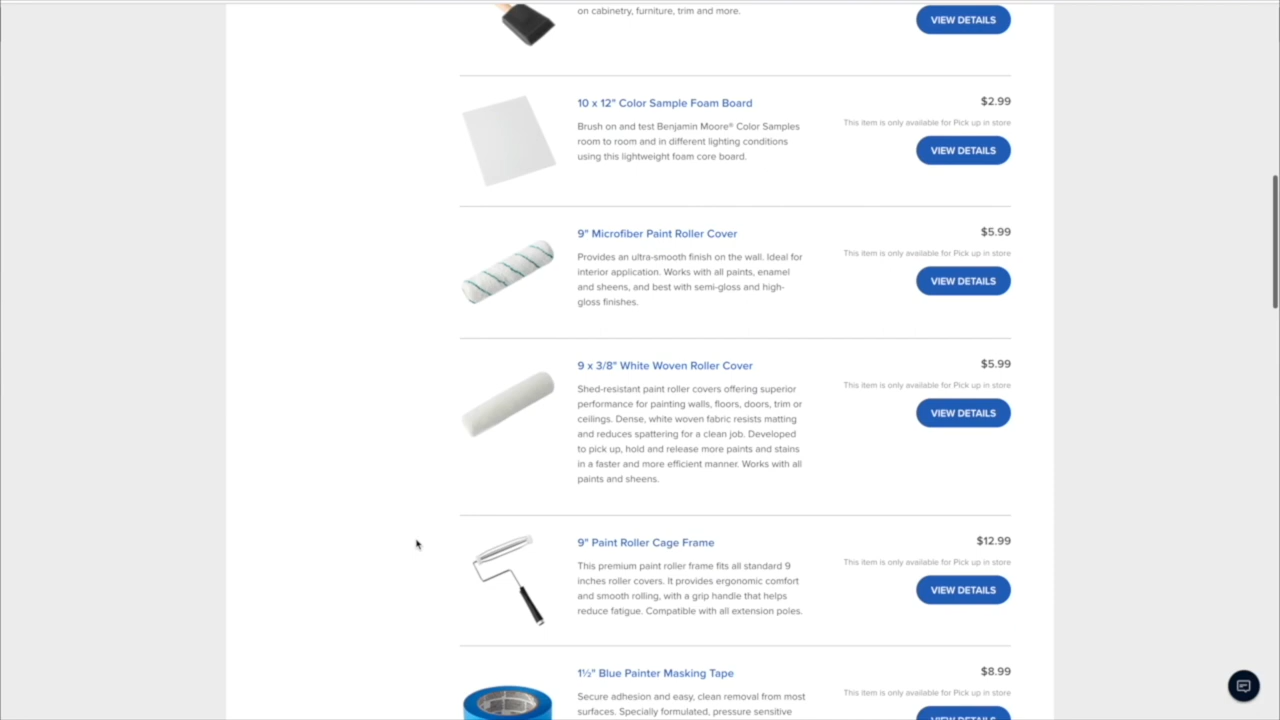 on cabinetry, furniture, trim and more.
VIEW DETAILS
10 x 12" Color Sample Foam Board
$2.99
Brush on and test Benjamin Moore® Color Samples
room to room and in different lighting conditions
using this lightweight foam core board.
This item is only available for Pick up in store
VIEW DETAILS
9" Microfiber Paint Roller Cover
$5.99
Provides an ultra-smooth finish on the wall. Ideal for
interior application. Works with all paints, enamel
and sheens, and best with semi-gloss and high-
gloss finishes.
This item is only available for Pick up in store
VIEW DETAILS
9 x 3/8" White Woven Roller Cover
$5.99
Shed-resistant paint roller covers offering superior
performance for painting walls, floors, doors, trim or
ceilings. Dense, white woven fabric resists matting
and reduces spattering for a clean job. Developed
to pick up, hold and release more paints and stains
in a faster and more efficient manner. Works with all
paints and sheens.
This item is only available for Pick up in store
VIEW DETAILS
9" Paint Roller Cage Frame
$12.99
This premium paint roller frame fits all standard 9
inches roller covers. It provides ergonomic comfort
and smooth rolling, with a grip handle that helps
reduce fatigue. Compatible with all extension poles.
This item is only available for Pick up in store
VIEW DETAILS
1½" Blue Painter Masking Tape
$8.99
Secure adhesion and easy, clean removal from most
surfaces. Specially formulated, pressure sensitive
This item is only available for Pick up in store
VIEW DETAILS